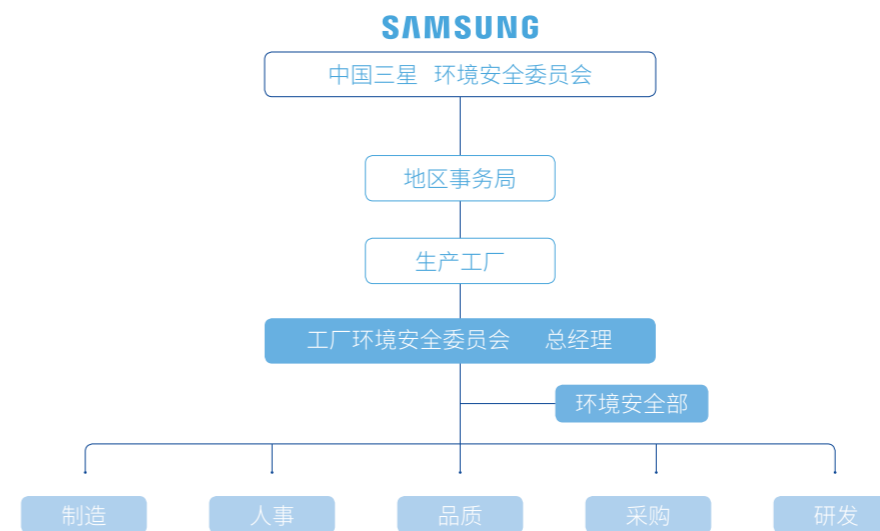 SAMSUNG
中国三星 环境安全委员会
地区事务局
生产工厂
工厂环境安全委员会 总经理
环境安全部
制造 人事 品质 采购 研发